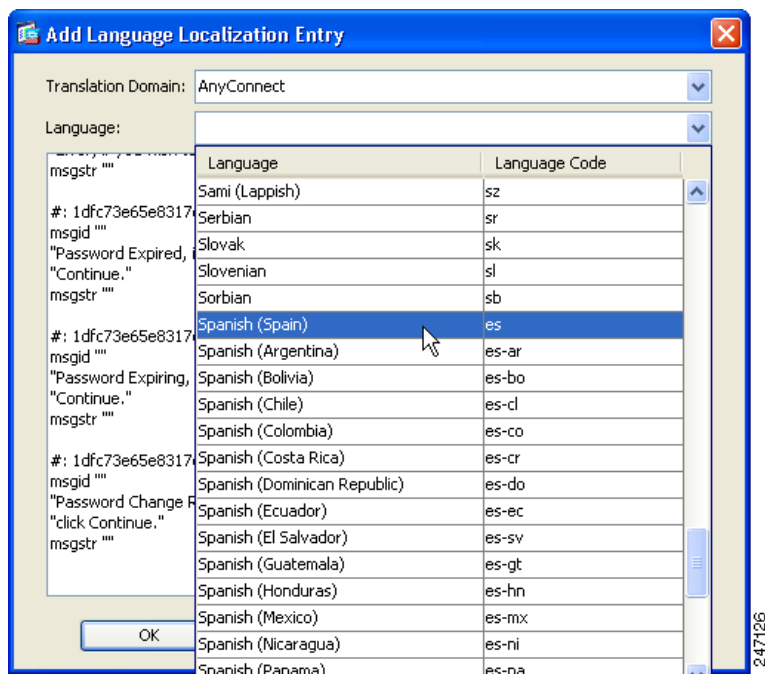 Add Language Localization Entry
Translation Domain: AnyConnect
Language:
Language Language Code
msgstr ""
#: 1dfc73e65e8317
msgid ""
"Password Expired,
"Continue."
msgstr ""
#: 1dfc73e65e8317
msgid ""
"Password Expiring,
"Continue."
msgstr ""
#: 1dfc73e65e8317
msgid ""
"Password Change R
"click Continue."
msgstr ""
Sami (Lappish) sz
Serbian sr
Slovak sk
Slovenian sl
Sorbian sb
Spanish (Spain) es
Spanish (Argentina) es-ar
Spanish (Bolivia) es-bo
Spanish (Chile) es-cl
Spanish (Colombia) es-co
Spanish (Costa Rica) es-cr
Spanish (Dominican Republic) es-do
Spanish (Ecuador) es-ec
Spanish (El Salvador) es-sv
Spanish (Guatemala) es-gt
Spanish (Honduras) es-hn
Spanish (Mexico) es-mx
Spanish (Nicaragua) es-ni
Spanish (Panama) es-pa
OK
247126